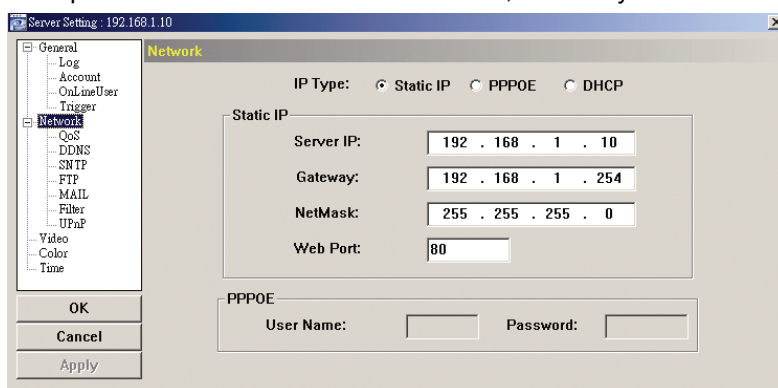 Server Setting : 192.168.1.10
General
Log
Account
OnLineUser
Trigger
Network
QoS
DDNS
SNTP
FTP
MAIL
Filter
UPnP
Video
Color
Time
OK
Cancel
Apply
Network
IP Type: Static IP PPPOE DHCP
Static IP
Server IP: 192 . 168 . 1 . 10
Gateway: 192 . 168 . 1 . 254
NetMask: 255 . 255 . 255 . 0
Web Port: 80
PPPOE
User Name: Password: